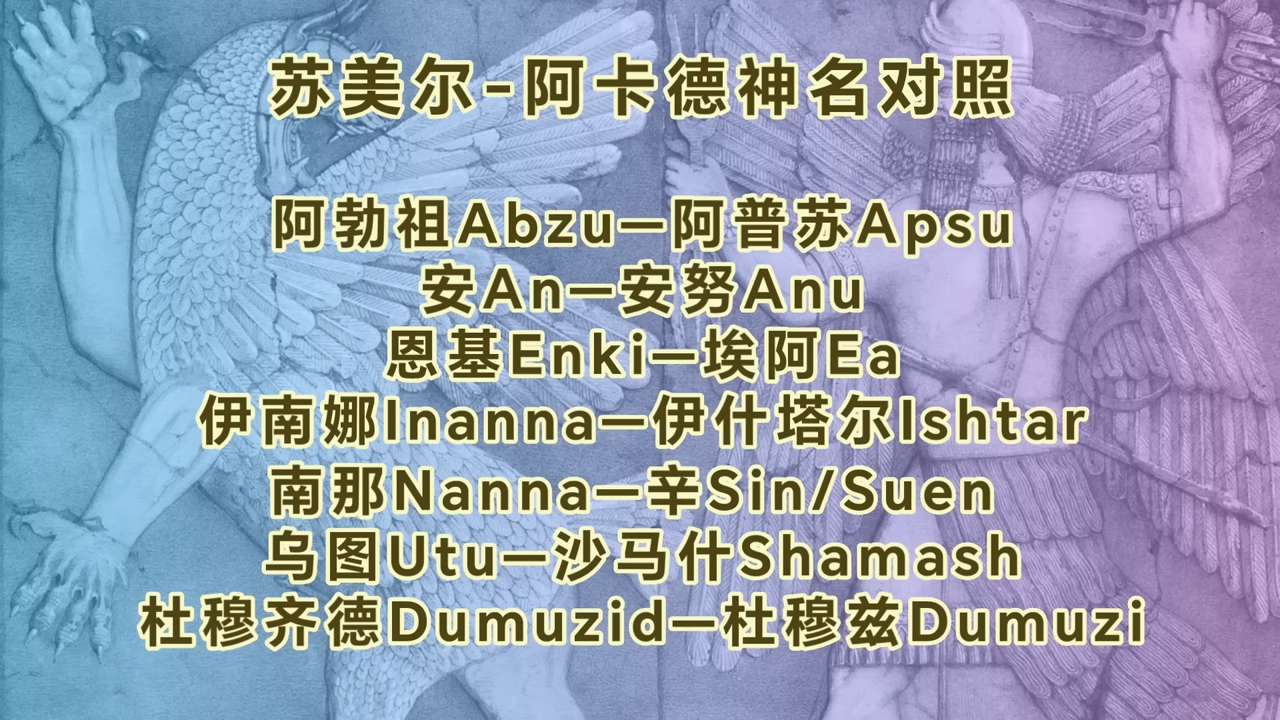 苏美尔-阿卡德神名对照
阿勃祖Abzu—阿普苏Apsu
安An—安努Anu
恩基Enki—埃阿Ea
伊南娜Inanna—伊什塔尔Ishtar
南那Nanna—辛Sin/Suen
乌图Utu—沙马什Shamash
杜穆齐德Dumuzid—杜穆兹Dumuzi